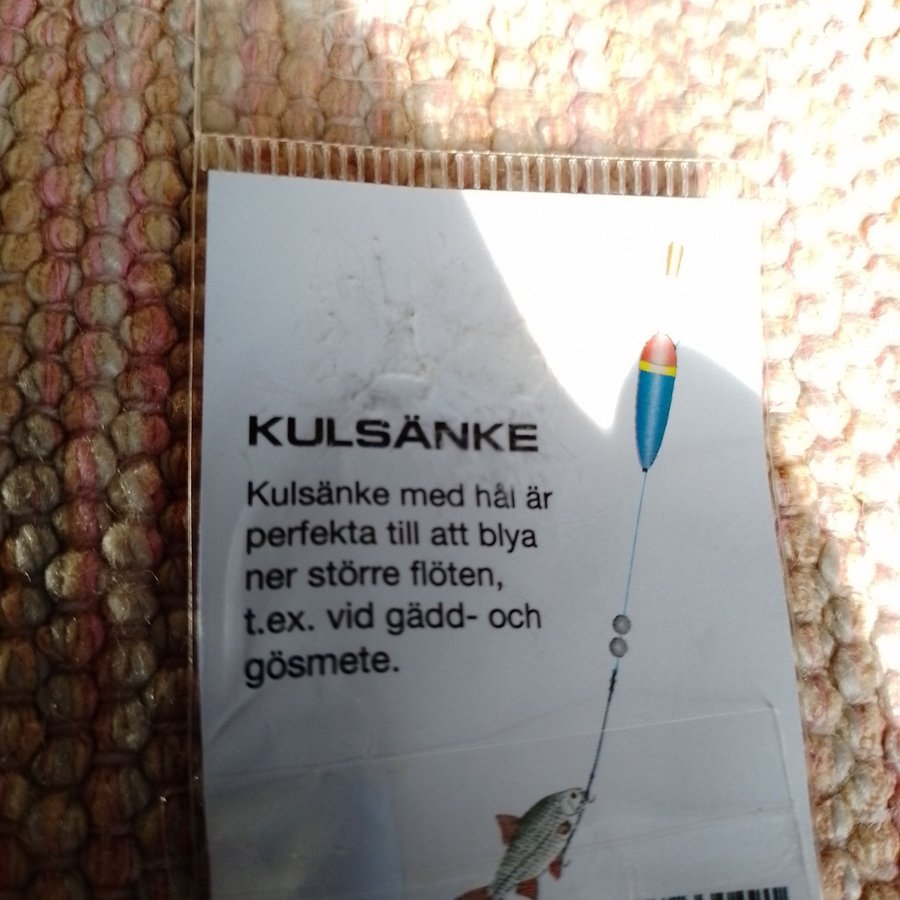 KULSÄNKE
Kulsänke med hål är
perfekta till att blya
ner större flöten,
t.ex. vid gädd- och
gösmete.